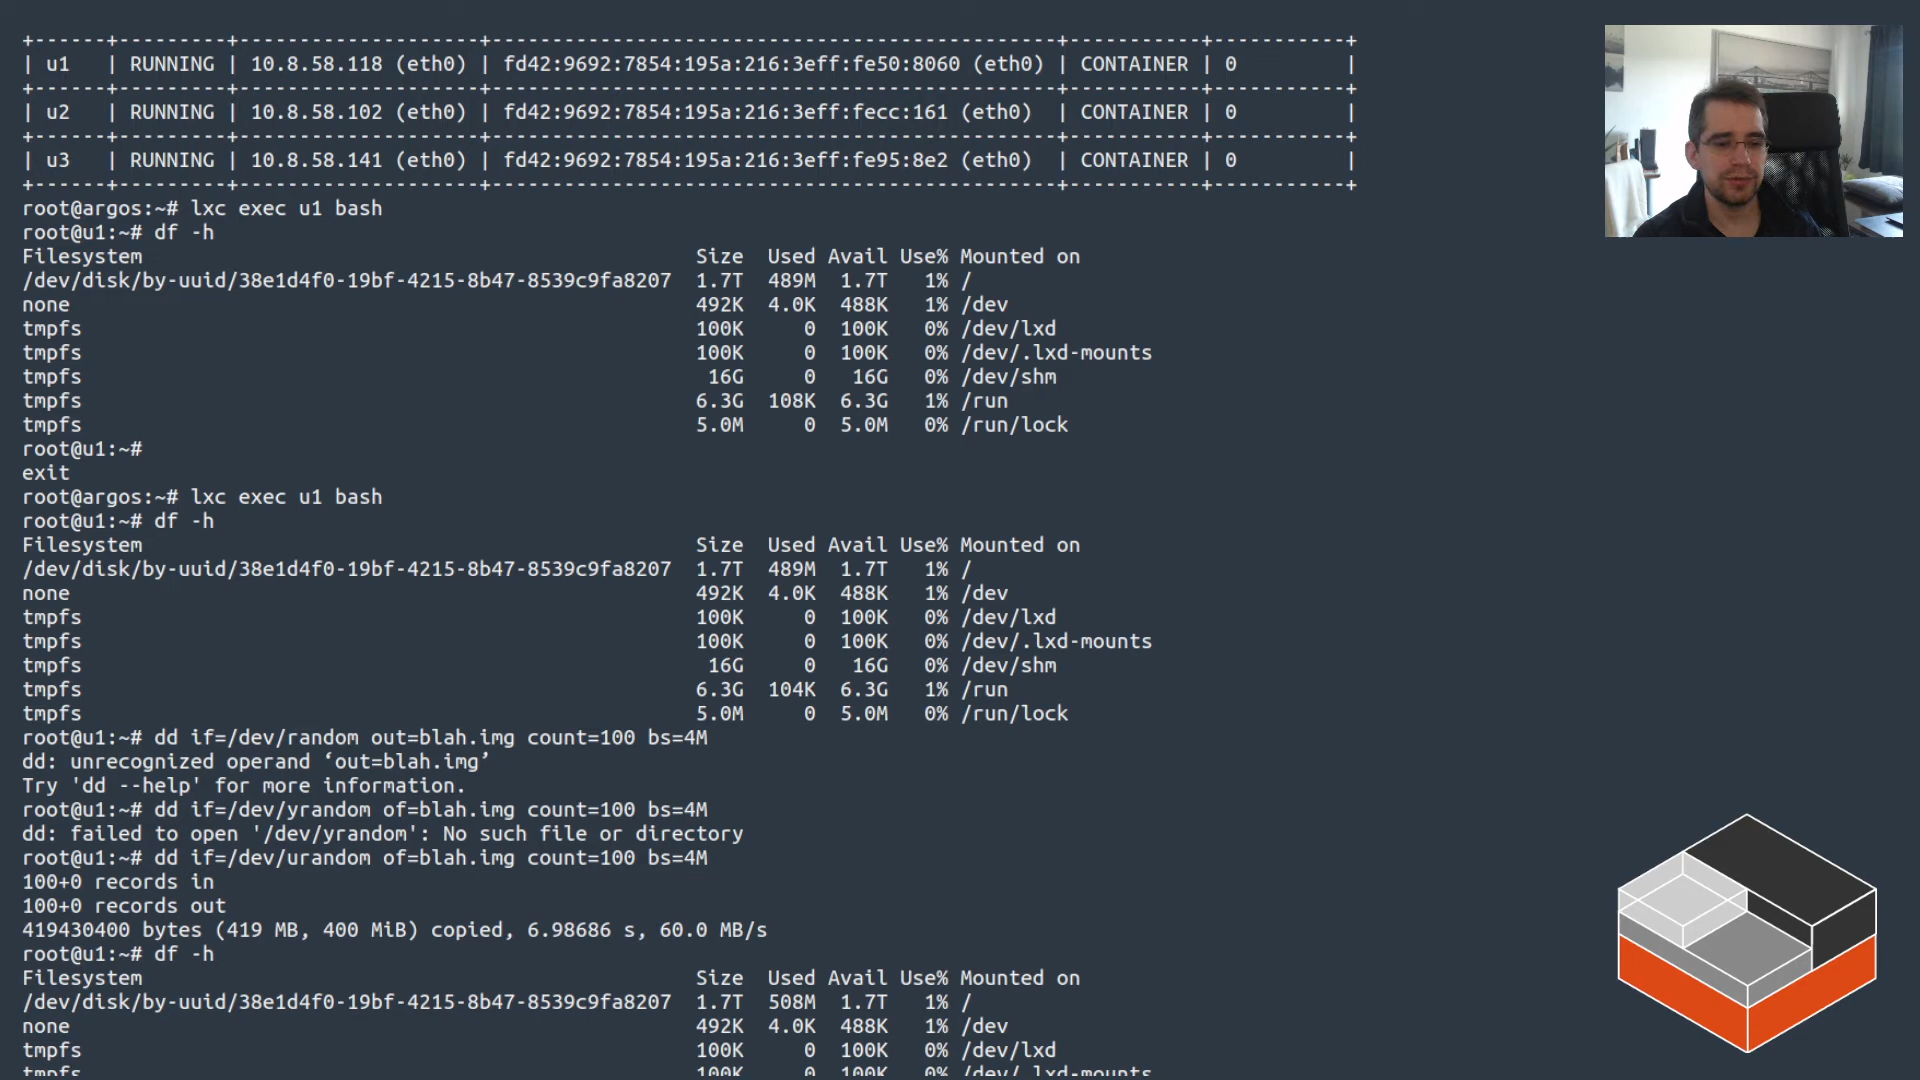 +------+---------+--------------------+-----------------------------------------------+-----------+-----------+
| u1   | RUNNING | 10.8.58.118 (eth0) | fd42:9692:7854:195a:216:3eff:fe50:8060 (eth0) | CONTAINER | 0         |
+------+---------+--------------------+-----------------------------------------------+-----------+-----------+
| u2   | RUNNING | 10.8.58.102 (eth0) | fd42:9692:7854:195a:216:3eff:fecc:161 (eth0)  | CONTAINER | 0         |
+------+---------+--------------------+-----------------------------------------------+-----------+-----------+
| u3   | RUNNING | 10.8.58.141 (eth0) | fd42:9692:7854:195a:216:3eff:fe95:8e2 (eth0)  | CONTAINER | 0         |
+------+---------+--------------------+-----------------------------------------------+-----------+-----------+
root@argos:~# lxc exec u1 bash
root@u1:~# df -h
Filesystem                                              Size  Used Avail Use% Mounted on
/dev/disk/by-uuid/38e1d4f0-19bf-4215-8b47-8539c9fa8207  1.7T  489M  1.7T   1% /
none                                                    492K  4.0K  488K   1% /dev
tmpfs                                                   100K     0  100K   0% /dev/lxd
tmpfs                                                   100K     0  100K   0% /dev/.lxd-mounts
tmpfs                                                    16G     0   16G   0% /dev/shm
tmpfs                                                   6.3G  108K  6.3G   1% /run
tmpfs                                                   5.0M     0  5.0M   0% /run/lock
root@u1:~#
exit
root@argos:~# lxc exec u1 bash
root@u1:~# df -h
Filesystem                                              Size  Used Avail Use% Mounted on
/dev/disk/by-uuid/38e1d4f0-19bf-4215-8b47-8539c9fa8207  1.7T  489M  1.7T   1% /
none                                                    492K  4.0K  488K   1% /dev
tmpfs                                                   100K     0  100K   0% /dev/lxd
tmpfs                                                   100K     0  100K   0% /dev/.lxd-mounts
tmpfs                                                    16G     0   16G   0% /dev/shm
tmpfs                                                   6.3G  104K  6.3G   1% /run
tmpfs                                                   5.0M     0  5.0M   0% /run/lock
root@u1:~# dd if=/dev/random out=blah.img count=100 bs=4M
dd: unrecognized operand ‘out=blah.img’
Try 'dd --help' for more information.
root@u1:~# dd if=/dev/yrandom of=blah.img count=100 bs=4M
dd: failed to open '/dev/yrandom': No such file or directory
root@u1:~# dd if=/dev/urandom of=blah.img count=100 bs=4M
100+0 records in
100+0 records out
419430400 bytes (419 MB, 400 MiB) copied, 6.98686 s, 60.0 MB/s
root@u1:~# df -h
Filesystem                                              Size  Used Avail Use% Mounted on
/dev/disk/by-uuid/38e1d4f0-19bf-4215-8b47-8539c9fa8207  1.7T  508M  1.7T   1% /
none                                                    492K  4.0K  488K   1% /dev
tmpfs                                                   100K     0  100K   0% /dev/lxd
tmpfs                                                   100K     0  100K   0% /dev/.lxd-mounts